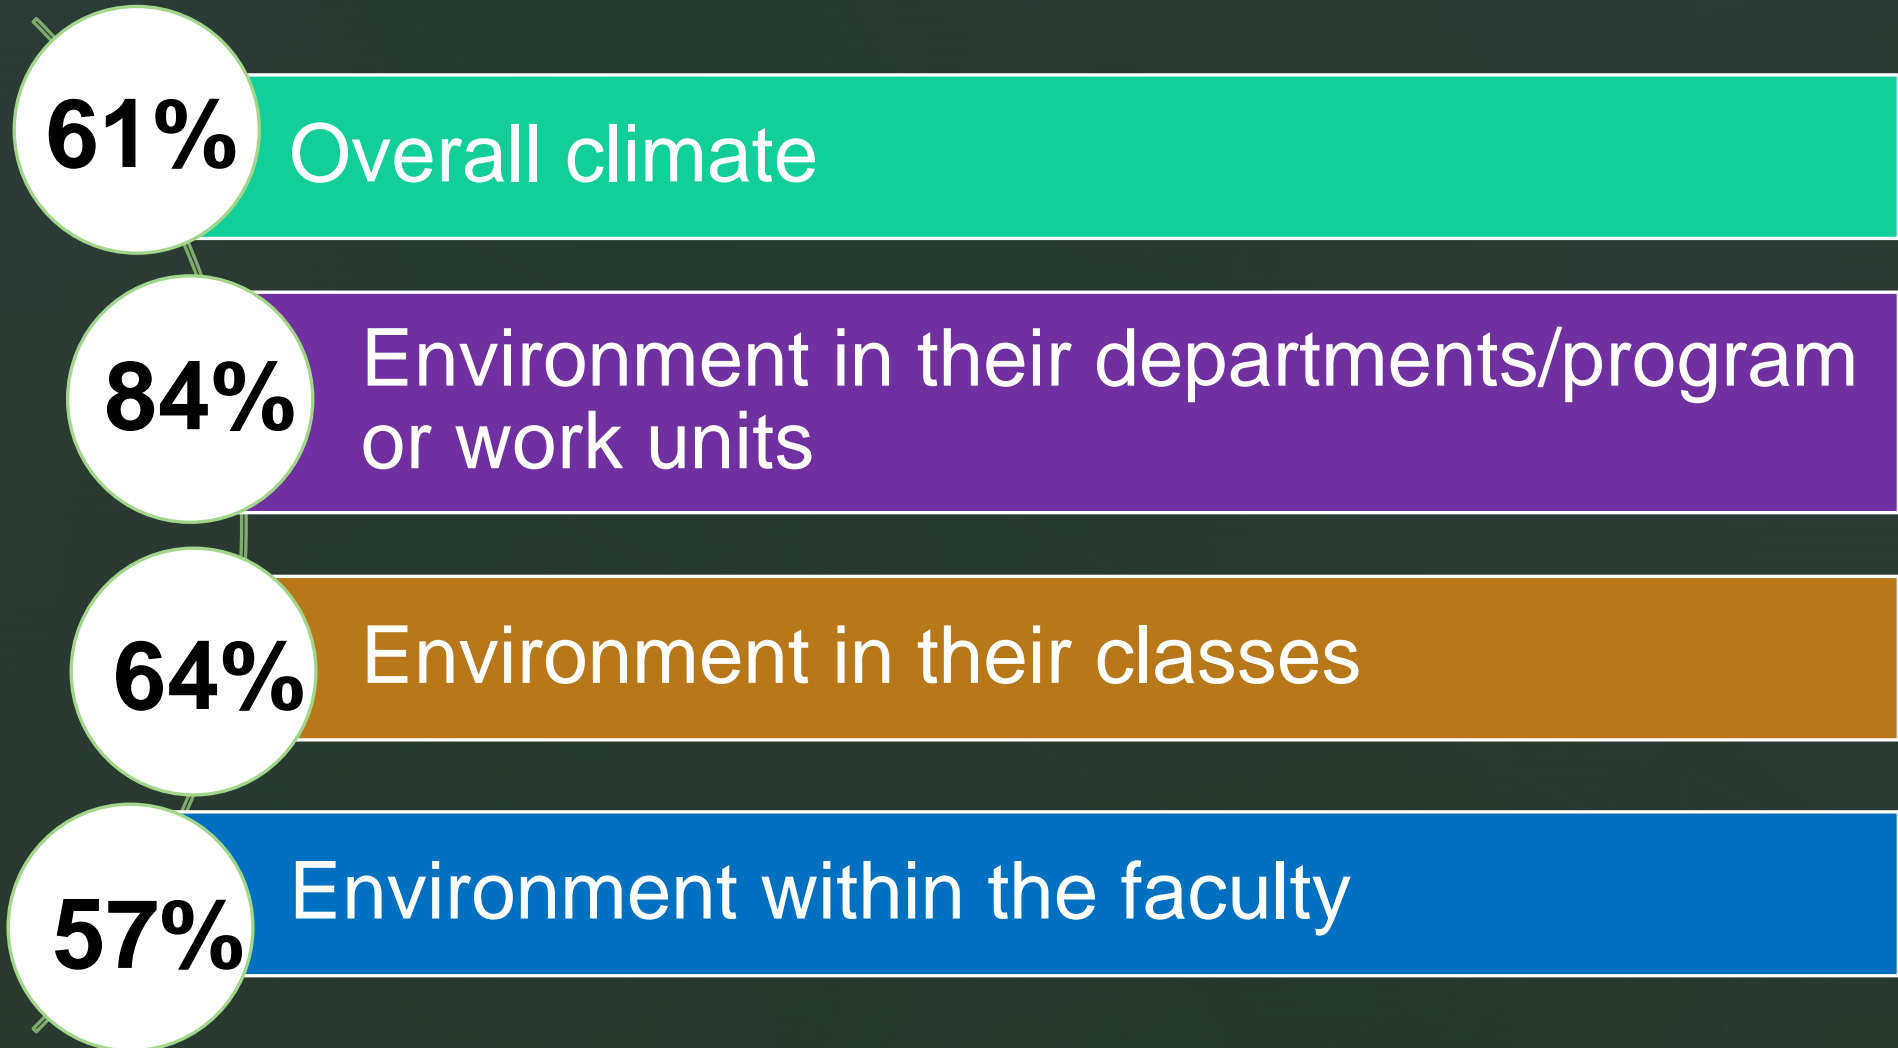 61%
Overall climate
84%
Environment in their departments/program
or work units
64%
Environment in their classes
57%
Environment within the faculty